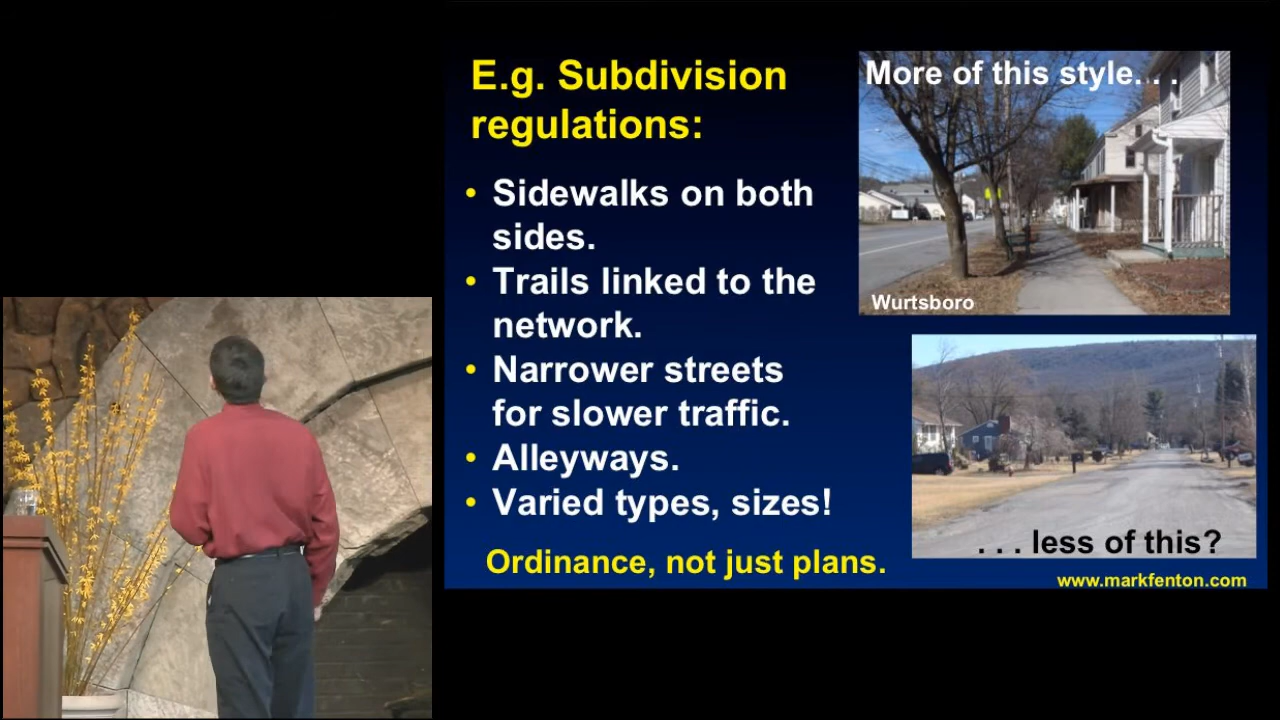 E.g. Subdivision
regulations:
• Sidewalks on both
sides.
• Trails linked to the
network.
• Narrower streets
for slower traffic.
• Alleyways.
• Varied types, sizes!
Ordinance, not just plans.
More of this style. . .
Wurtsboro
. . . less of this?
www.markfenton.com